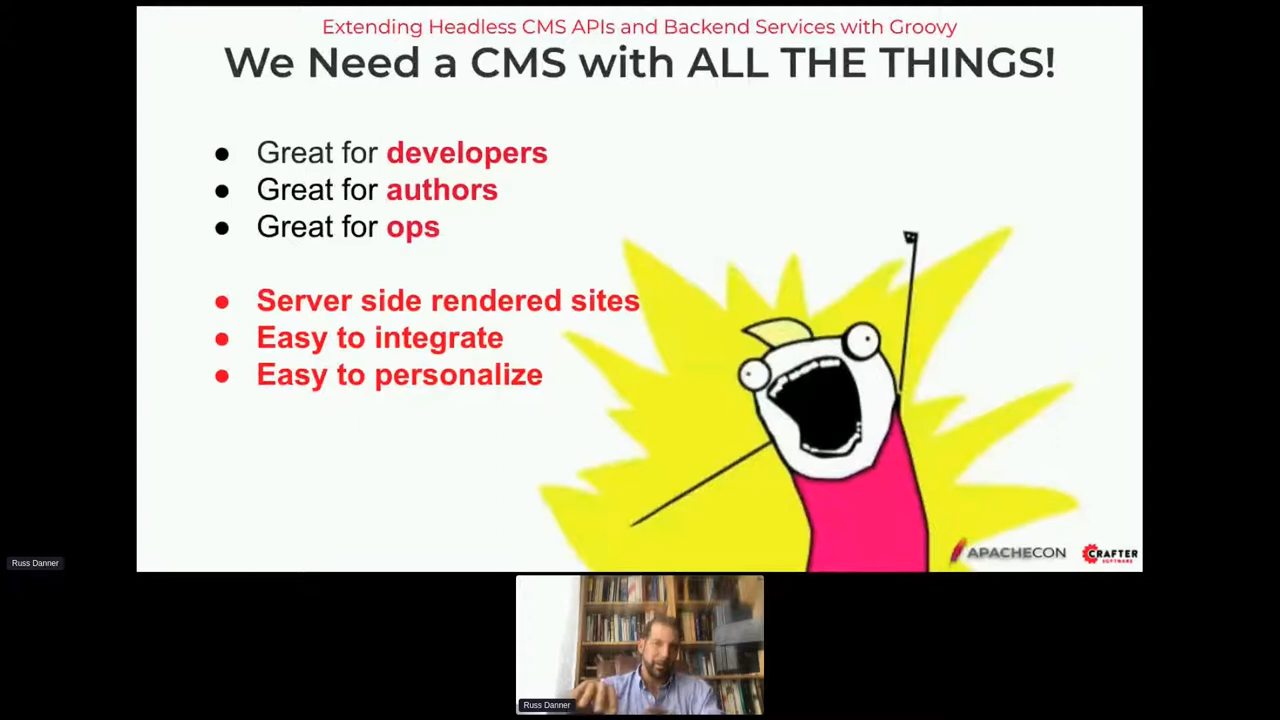 Extending Headless CMS APIs and Backend Services with Groovy
We Need a CMS with ALL THE THINGS!
● Great for developers
● Great for authors
● Great for ops
● Server side rendered sites
● Easy to integrate
● Easy to personalize
APACHECON
CRAFTER
SOFTWARE
Russ Danner
Russ Danner